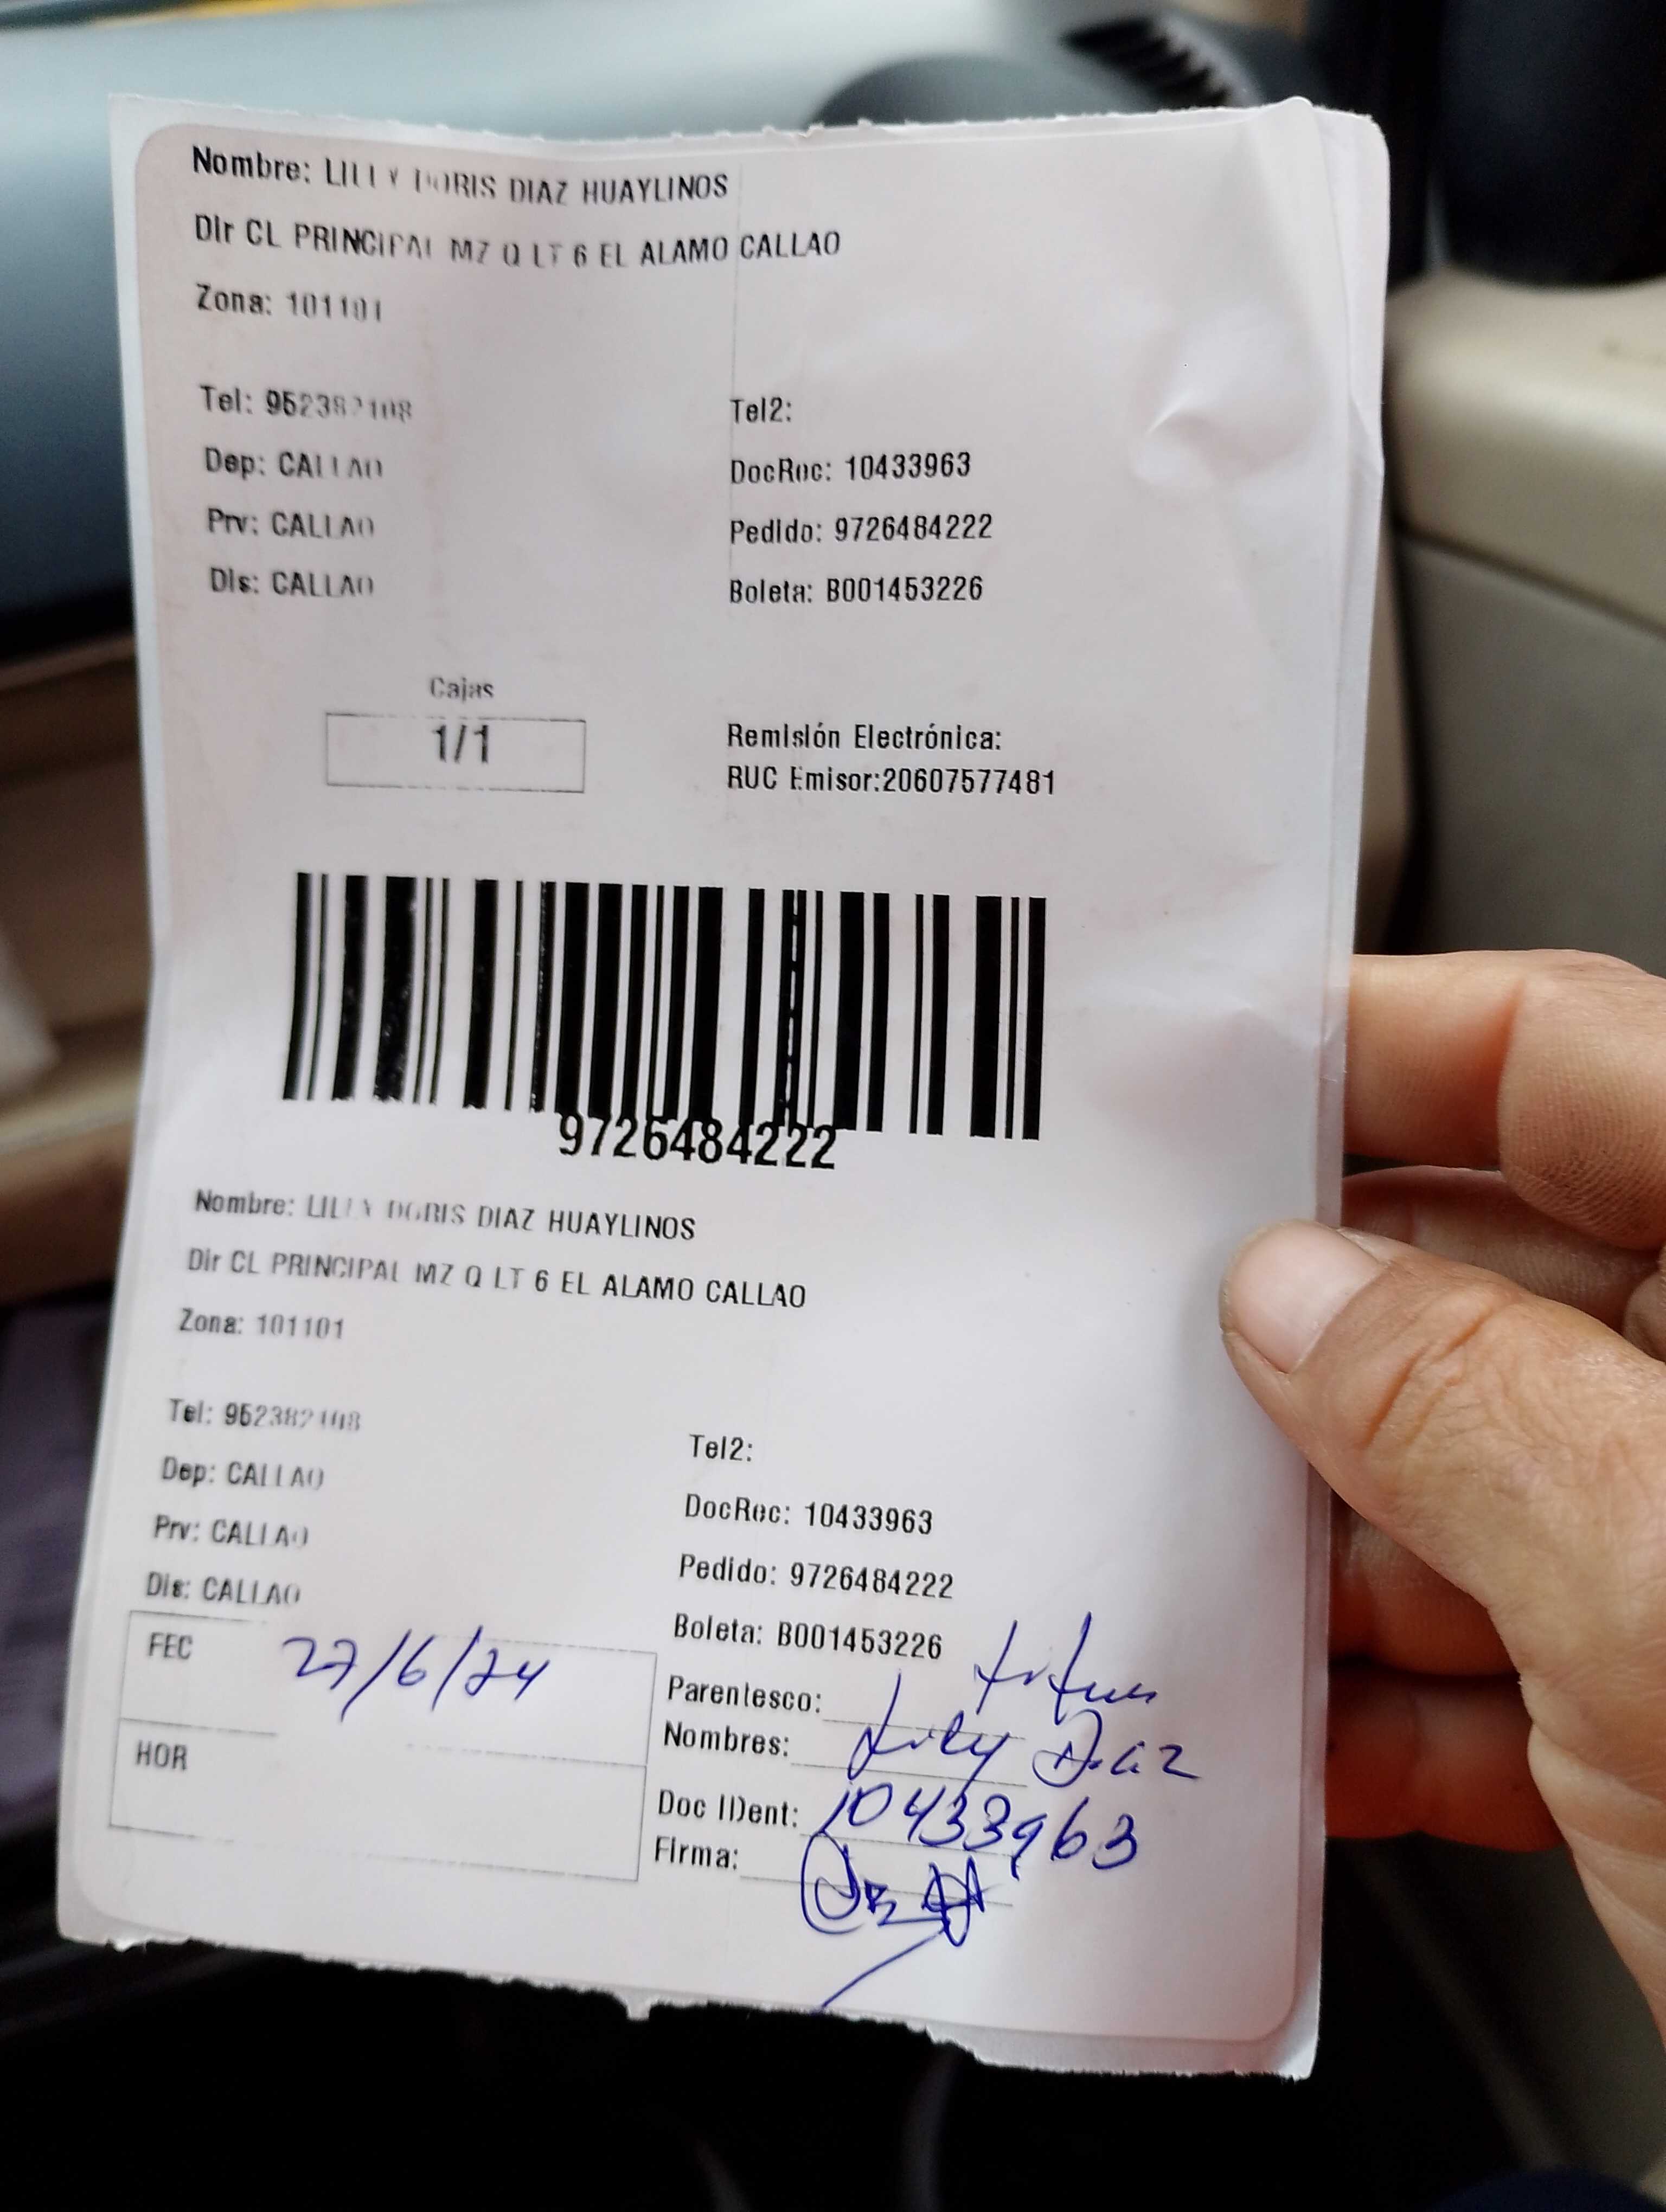 Nombre: LILLY DORIS DIAZ HUAYLINOS
Dir CL PRINCIPAL MZ Q LT 6 EL ALAMO CALLAO
Zona: 101101
Tel: 952382108
Tel2:
Dep: CALLAO
DocRec: 10433963
Prv: CALLAO
Pedido: 9726484222
Dis: CALLAO
Boleta: B001453226
Cajas
1/1
Remisión Electrónica:
RUC Emisor:20607577481
9726484222
Nombre: LILLY DORIS DIAZ HUAYLINOS
Dir CL PRINCIPAL MZ Q LT 6 EL ALAMO CALLAO
Zona: 101101
Tel: 952382108
Tel2:
Dep: CALLAO
DocRec: 10433963
Prv: CALLAO
Pedido: 9726484222
Dis: CALLAO
Boleta: B001453226
FEC 27/6/24
Parentesco:
Nombres: Lily Diaz
HOR
Doc IDent: 10433963
Firma: